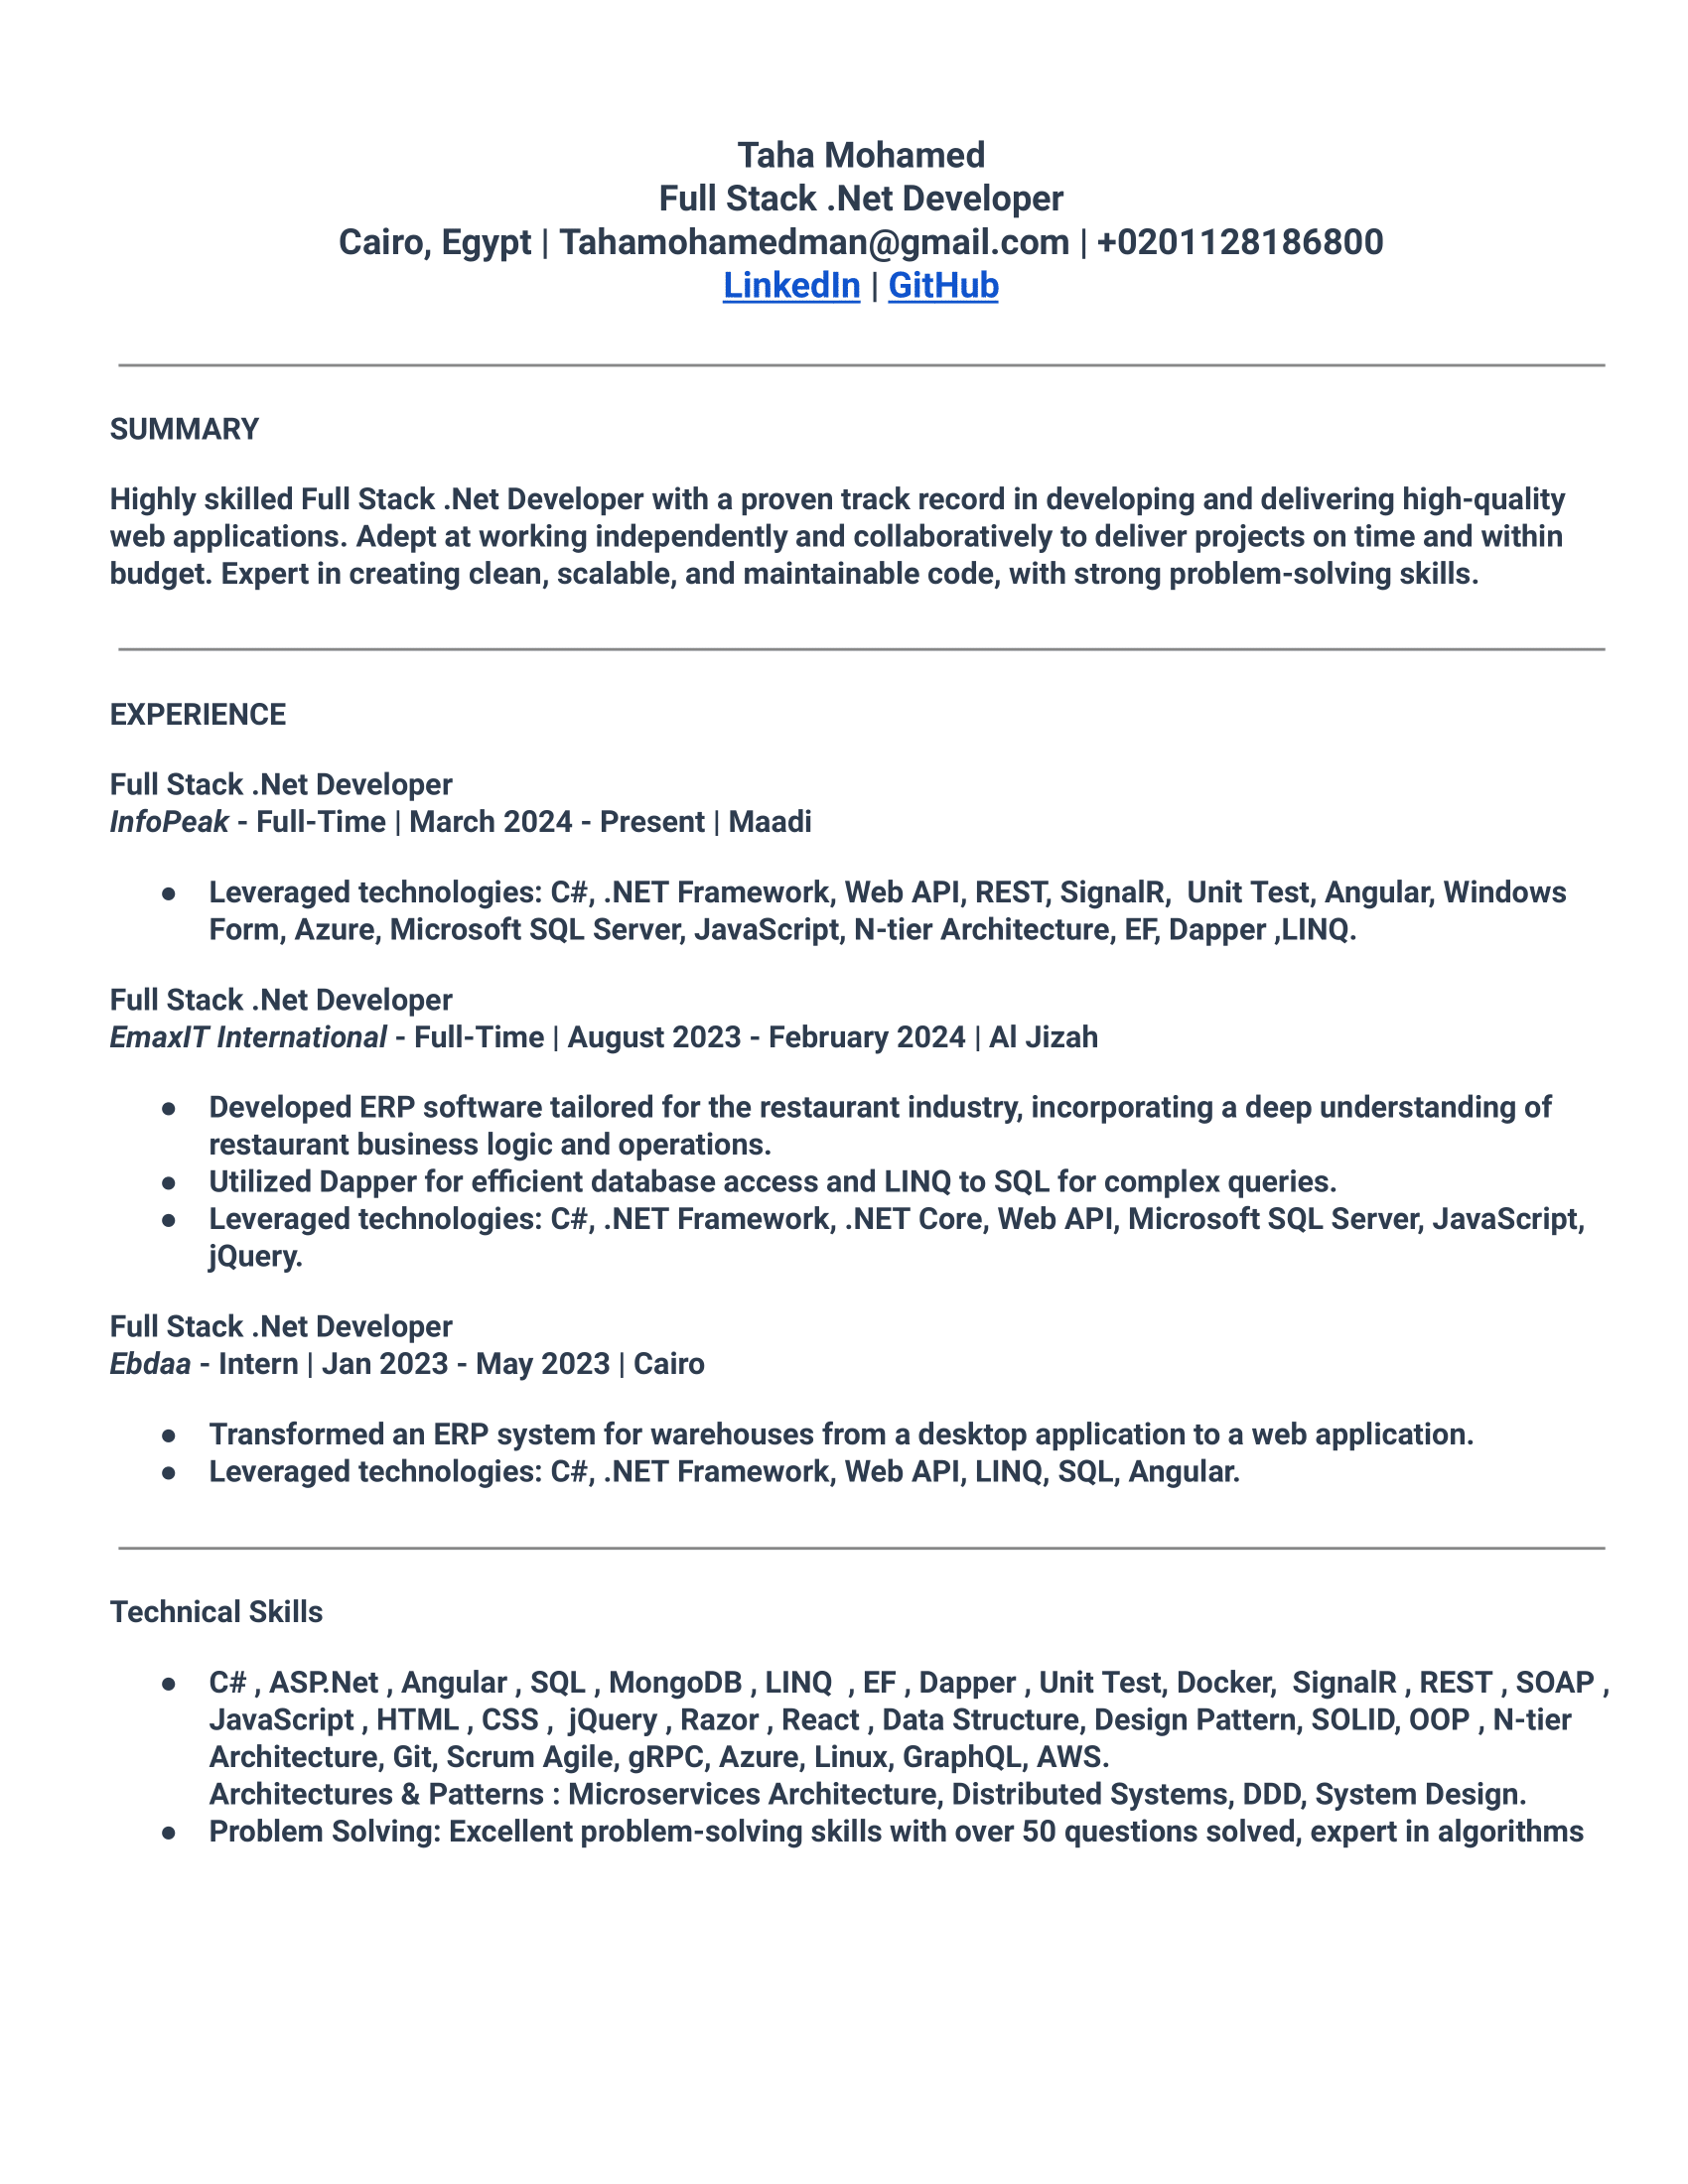 Taha Mohamed
Full Stack .Net Developer
Cairo, Egypt | Tahamohamedman@gmail.com | +0201128186800
LinkedIn | GitHub
SUMMARY
Highly skilled Full Stack .Net Developer with a proven track record in developing and delivering high-quality
web applications. Adept at working independently and collaboratively to deliver projects on time and within
budget. Expert in creating clean, scalable, and maintainable code, with strong problem-solving skills.
EXPERIENCE
Full Stack .Net Developer
InfoPeak - Full-Time | March 2024 - Present | Maadi
● Leveraged technologies: C#, .NET Framework, Web API, REST, SignalR,  Unit Test, Angular, Windows
Form, Azure, Microsoft SQL Server, JavaScript, N-tier Architecture, EF, Dapper ,LINQ.
Full Stack .Net Developer
EmaxIT International - Full-Time | August 2023 - February 2024 | Al Jizah
● Developed ERP software tailored for the restaurant industry, incorporating a deep understanding of
restaurant business logic and operations.
● Utilized Dapper for efficient database access and LINQ to SQL for complex queries.
● Leveraged technologies: C#, .NET Framework, .NET Core, Web API, Microsoft SQL Server, JavaScript,
jQuery.
Full Stack .Net Developer
Ebdaa - Intern | Jan 2023 - May 2023 | Cairo
● Transformed an ERP system for warehouses from a desktop application to a web application.
● Leveraged technologies: C#, .NET Framework, Web API, LINQ, SQL, Angular.
Technical Skills
● C# , ASP.Net , Angular , SQL , MongoDB , LINQ  , EF , Dapper , Unit Test, Docker,  SignalR , REST , SOAP ,
JavaScript , HTML , CSS ,  jQuery , Razor , React , Data Structure, Design Pattern, SOLID, OOP , N-tier
Architecture, Git, Scrum Agile, gRPC, Azure, Linux, GraphQL, AWS.
Architectures & Patterns : Microservices Architecture, Distributed Systems, DDD, System Design.
● Problem Solving: Excellent problem-solving skills with over 50 questions solved, expert in algorithms